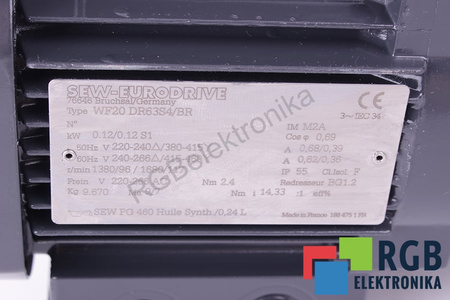 SEW-EURODRIVE
76646 Bruchsal/Germany
Type WF20 DR63S4/BR
3~ IEC 34
N°
IM M2A
kW 0.12/0.12 S1
Cos φ 0,69
50Hz V 220-240Δ/380-415
A 0,68/0,39
60Hz V 240-266Δ/415-
A 0,62/0,36
r/min 1380/96 /
IP 55 Cl.Isol F
Frein V 220-
Nm 2.4
Redresseur BG1.2
Kg 9.670
Nm i 14,33 :1
SEW PG 460 Huile Synth./0,24 L
Made in France
RGBelektronika
RGB
ELEKTRONIKA